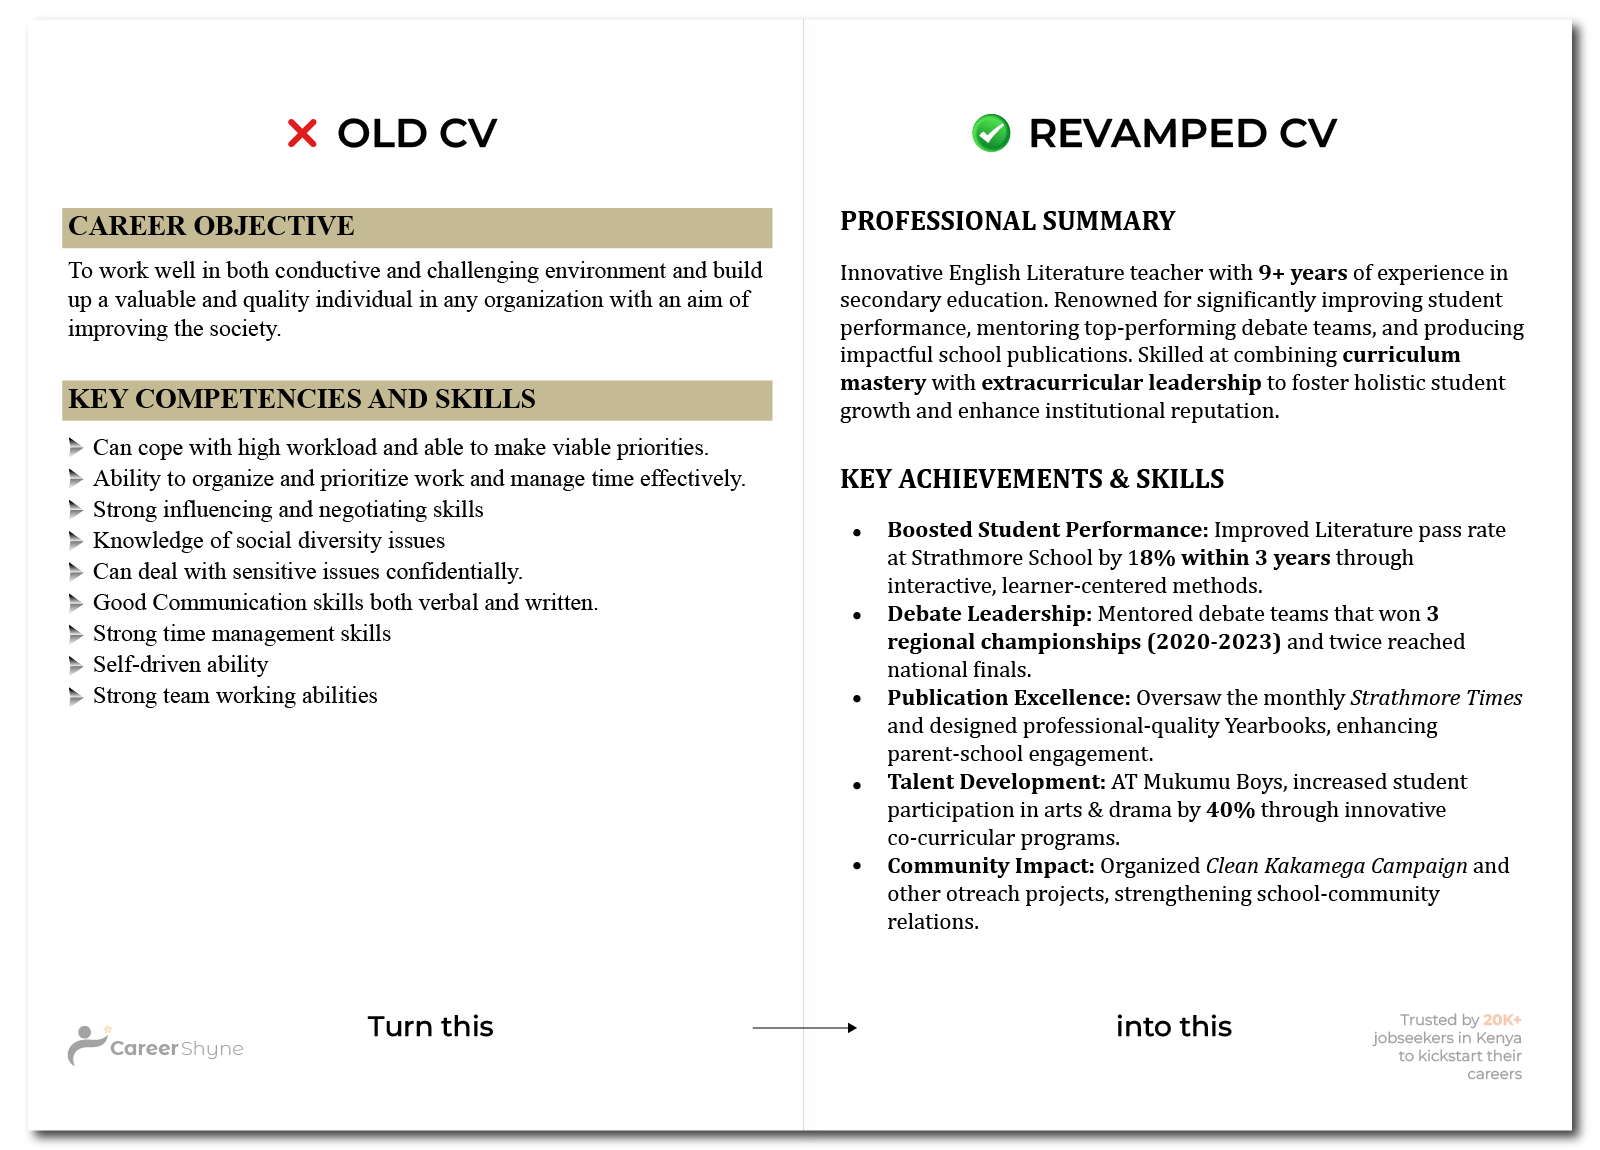 OLD CV
CAREER OBJECTIVE
To work well in both conductive and challenging environment and build
up a valuable and quality individual in any organization with an aim of
improving the society.
KEY COMPETENCIES AND SKILLS
Can cope with high workload and able to make viable priorities.
Ability to organize and prioritize work and manage time effectively.
Strong influencing and negotiating skills
Knowledge of social diversity issues
Can deal with sensitive issues confidentially.
Good Communication skills both verbal and written.
Strong time management skills
Self-driven ability
Strong team working abilities
Turn this
CareerShyne
REVAMPED CV
PROFESSIONAL SUMMARY
Innovative English Literature teacher with 9+ years of experience in
secondary education. Renowned for significantly improving student
performance, mentoring top-performing debate teams, and producing
impactful school publications. Skilled at combining curriculum
mastery with extracurricular leadership to foster holistic student
growth and enhance institutional reputation.
KEY ACHIEVEMENTS & SKILLS
• Boosted Student Performance: Improved Literature pass rate
at Strathmore School by 18% within 3 years through
interactive, learner-centered methods.
• Debate Leadership: Mentored debate teams that won 3
regional championships (2020-2023) and twice reached
national finals.
• Publication Excellence: Oversaw the monthly Strathmore Times
and designed professional-quality Yearbooks, enhancing
parent-school engagement.
• Talent Development: AT Mukumu Boys, increased student
participation in arts & drama by 40% through innovative
co-curricular programs.
• Community Impact: Organized Clean Kakamega Campaign and
other otreach projects, strengthening school-community
relations.
into this
Trusted by 20K+
jobseekers in Kenya
to kickstart their
careers